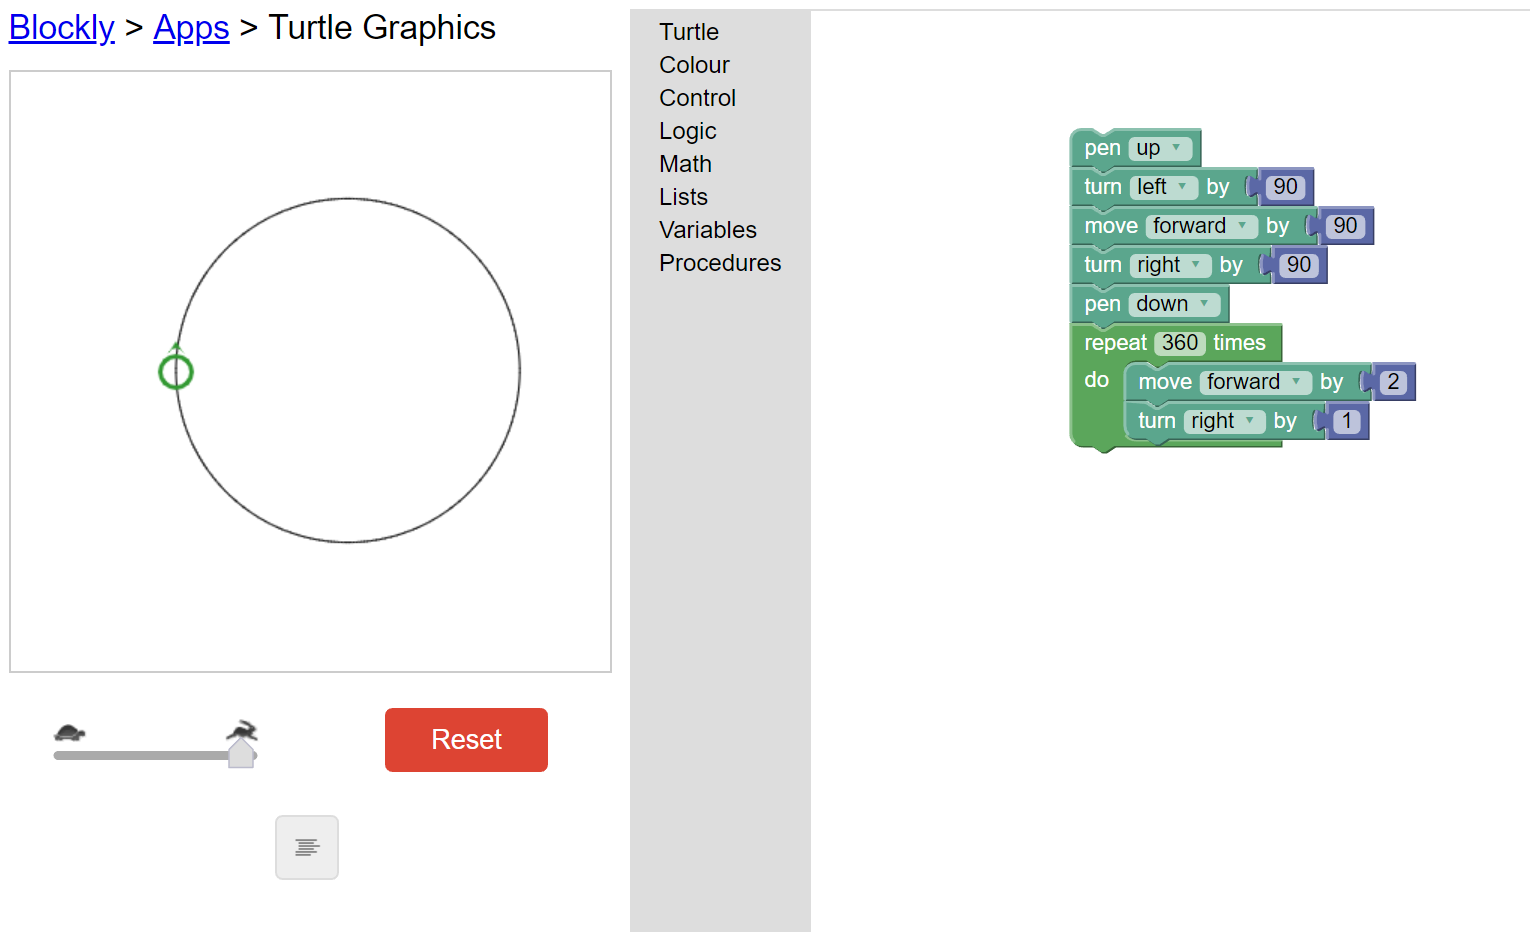 Blockly > Apps > Turtle Graphics
Reset
Turtle
Colour
Control
Logic
Math
Lists
Variables
Procedures
pen up
turn left by 90
move forward by 90
turn right by 90
pen down
repeat 360 times
do move forward by 2
turn right by 1